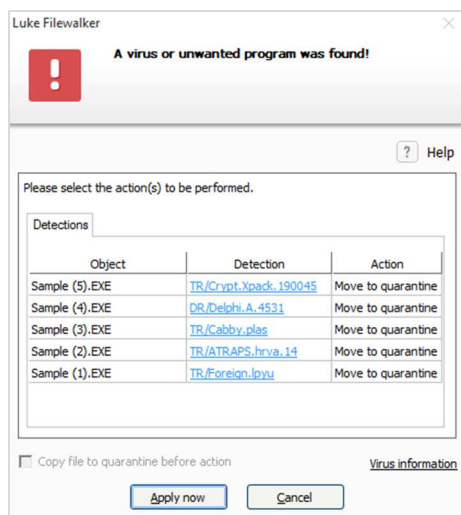 Luke Filewalker
A virus or unwanted program was found!
? Help
Please select the action(s) to be performed.
Detections
Object Detection Action
Sample (5).EXE TR/Crypt.Xpack.190045 Move to quarantine
Sample (4).EXE DR/Delphi.A.4531 Move to quarantine
Sample (3).EXE TR/Cabby.plas Move to quarantine
Sample (2).EXE TR/ATRAPS.hrva.14 Move to quarantine
Sample (1).EXE TR/Foreign.lpyu Move to quarantine
Copy file to quarantine before action Virus information
Apply now Cancel